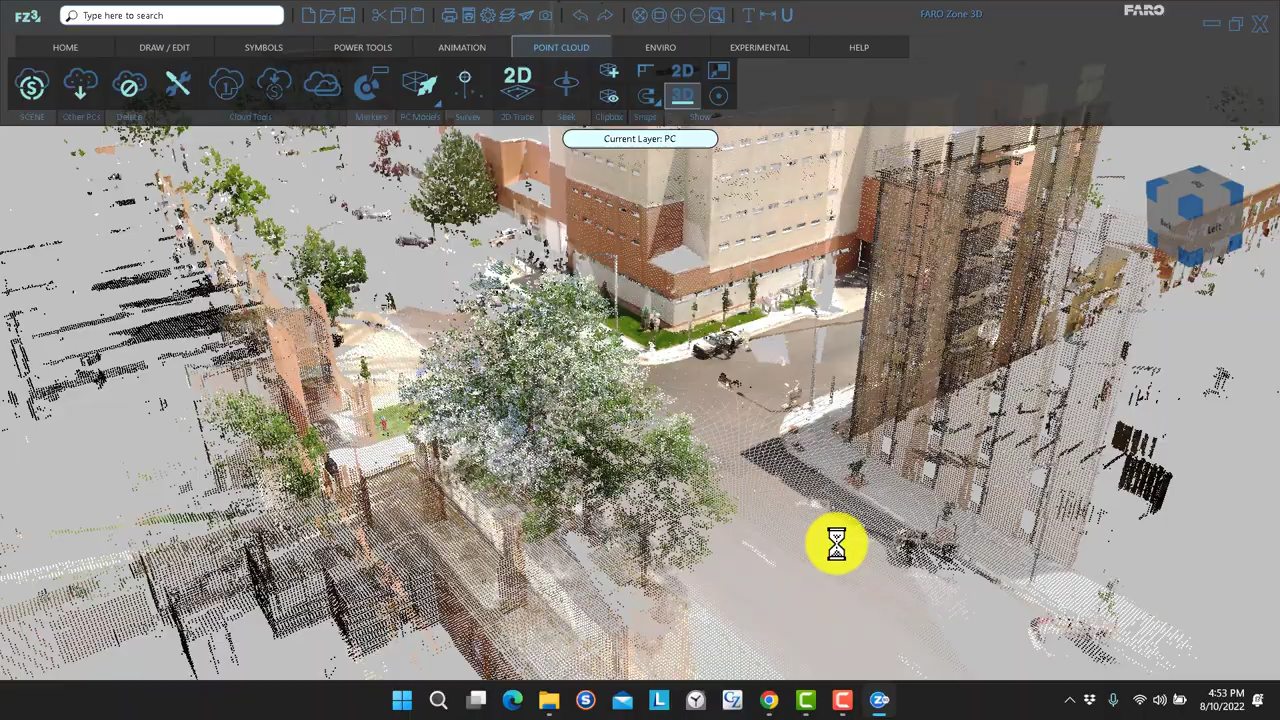 FZ3
Type here to search
FARO Zone 3D
FARO
HOME
DRAW / EDIT
SYMBOLS
POWER TOOLS
ANIMATION
POINT CLOUD
ENVIRO
EXPERIMENTAL
HELP
2D
2D
3D
SCENE
Other PCs
Delete
Cloud Tools
Markers
PC Models
Survey
2D Trace
Seek
Clipbox
Snaps
Show
Current Layer: PC
Left
4:53 PM
8/10/2022